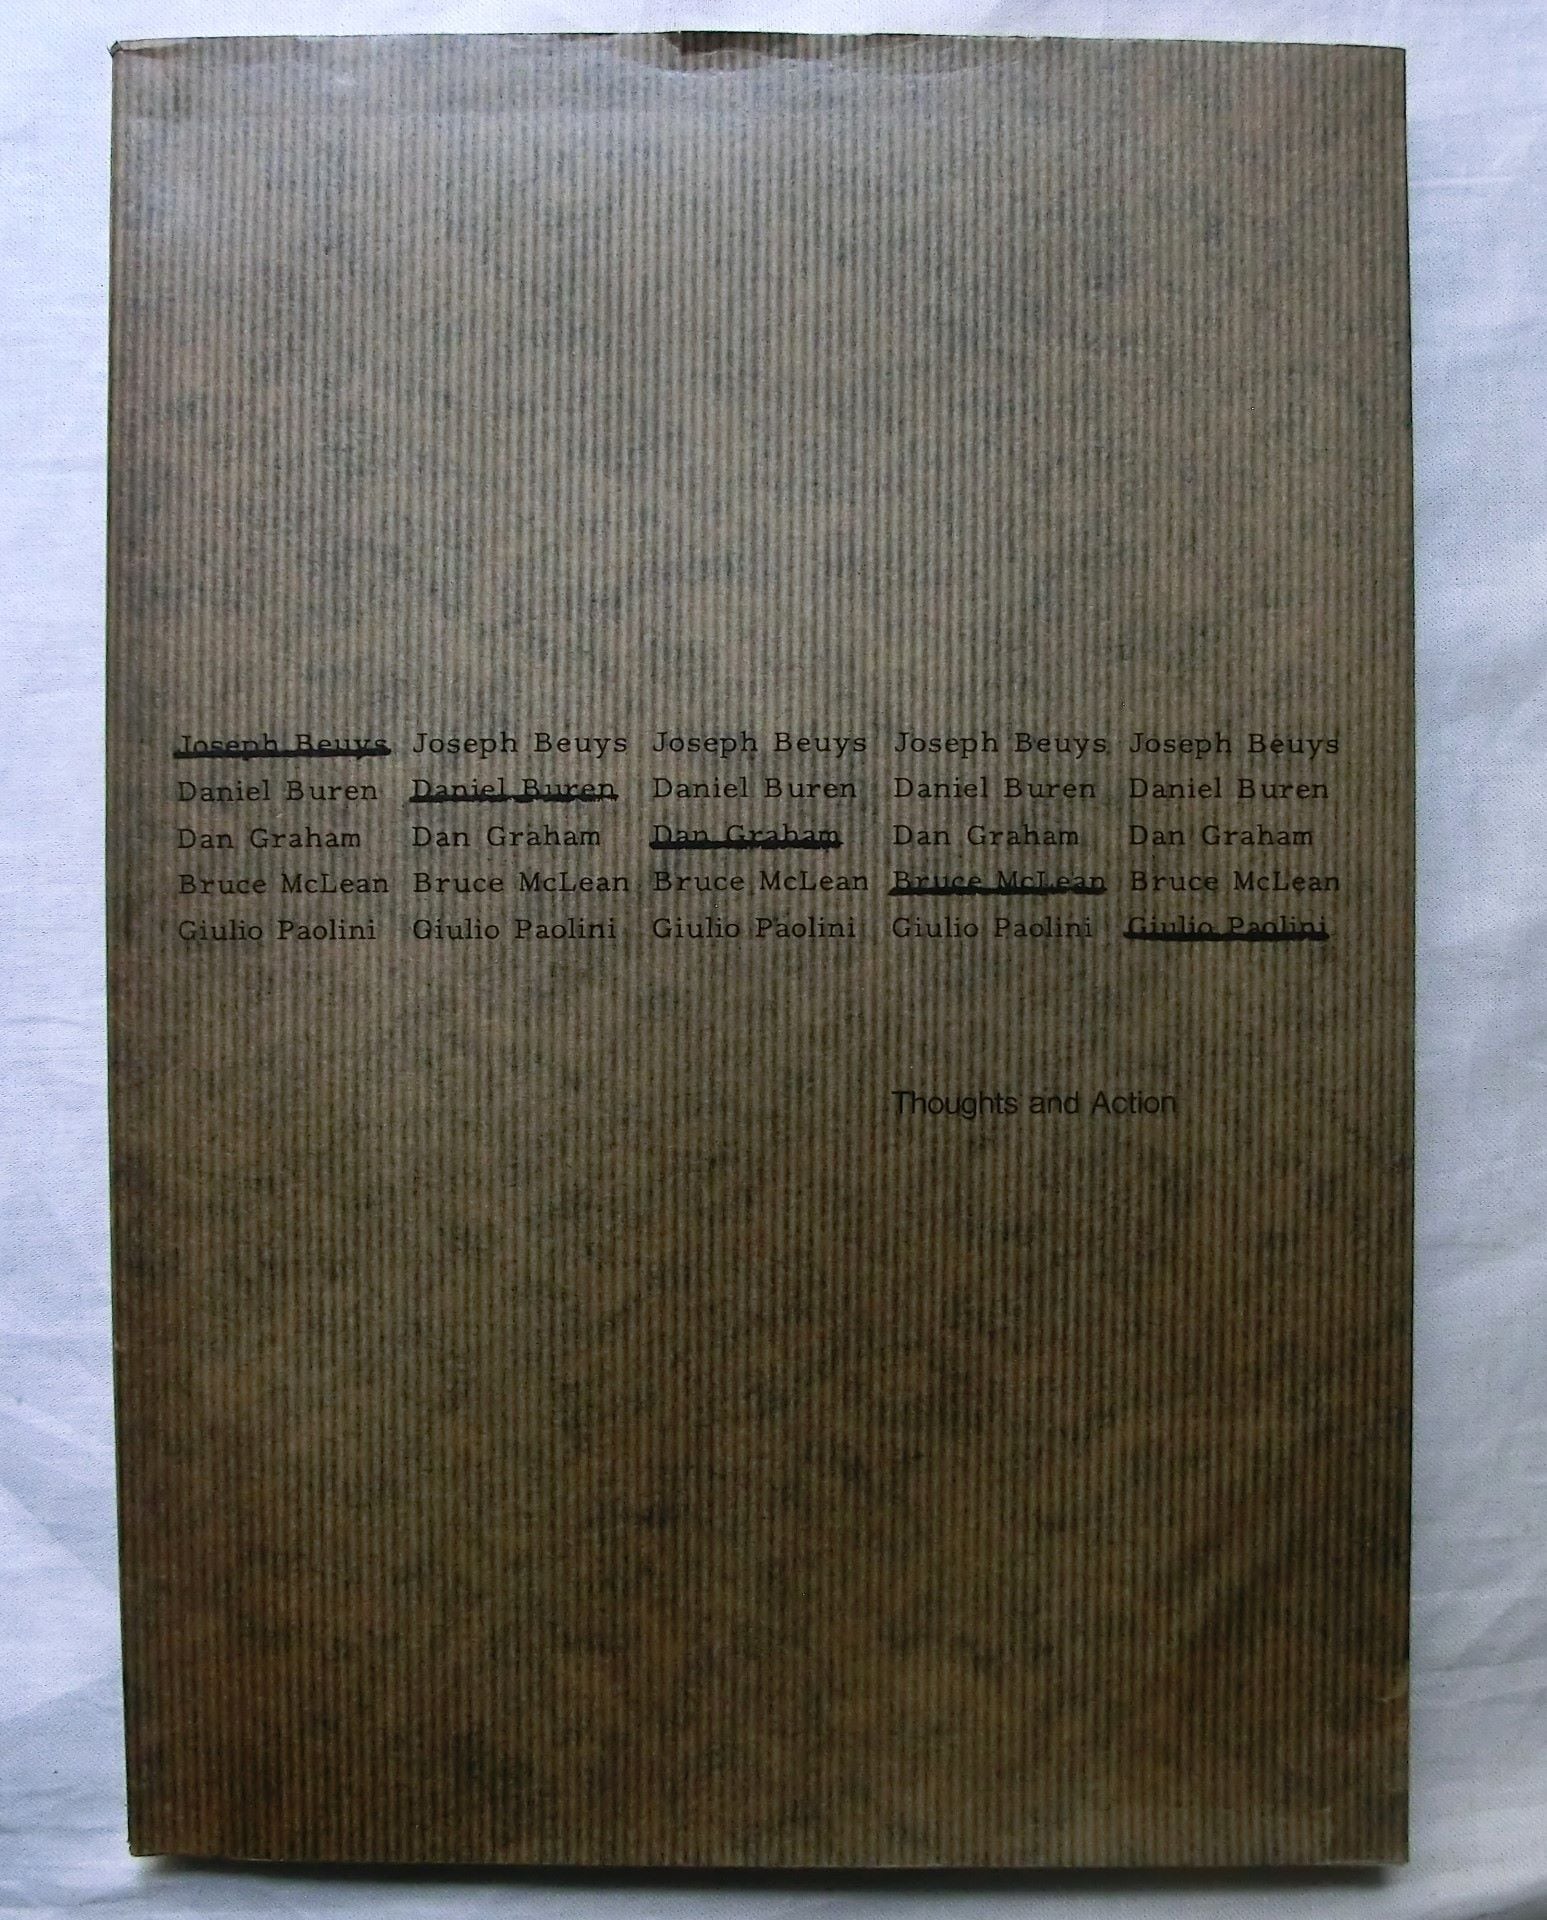 Joseph Beuys Joseph Beuys Joseph Beuys Joseph Beuys Joseph Beuys
Daniel Buren Daniel Buren Daniel Buren Daniel Buren Daniel Buren
Dan Graham Dan Graham Dan Graham Dan Graham Dan Graham
Bruce McLean Bruce McLean Bruce McLean Bruce McLean Bruce McLean
Giulio Paolini Giulio Paolini Giulio Paolini Giulio Paolini Giulio Paolini
Thoughts and Action